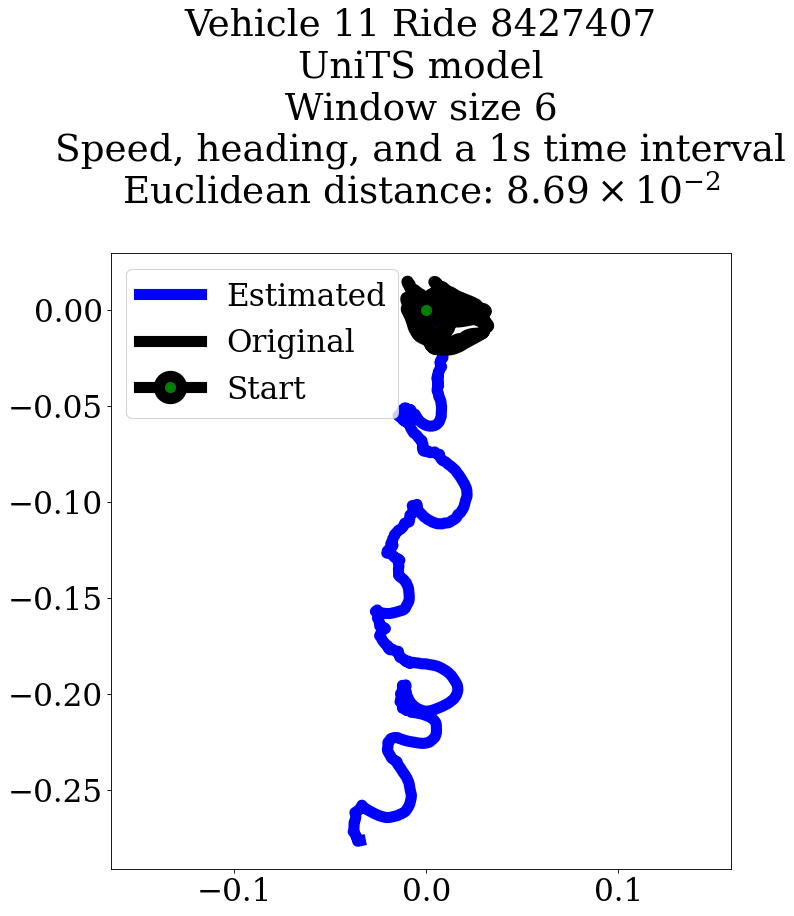 Vehicle 11 Ride 8427407
UniTS model
Window size 6
Speed, heading, and a 1s time interval
Euclidean distance: 8.69 × 10⁻²
Estimated
Original
Start
0.00
−0.05
−0.10
−0.15
−0.20
−0.25
−0.1
0.0
0.1